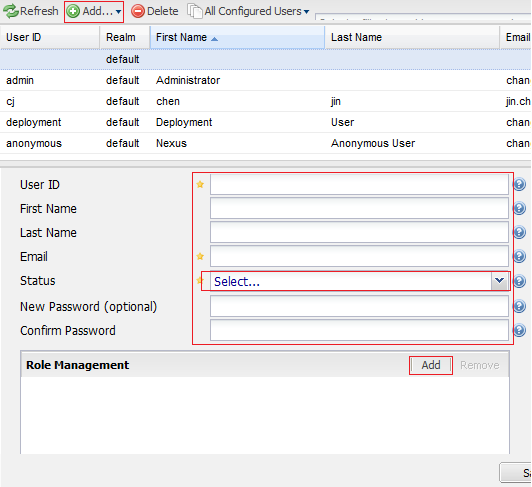 Refresh Add... Delete All Configured Users
User ID Realm First Name Last Name Email
default
admin default Administrator chan
cj default chen jin jin.ch
deployment default Deployment User chan
anonymous default Nexus Anonymous User chan
User ID
First Name
Last Name
Email
Status Select...
New Password (optional)
Confirm Password
Role Management Add Remove